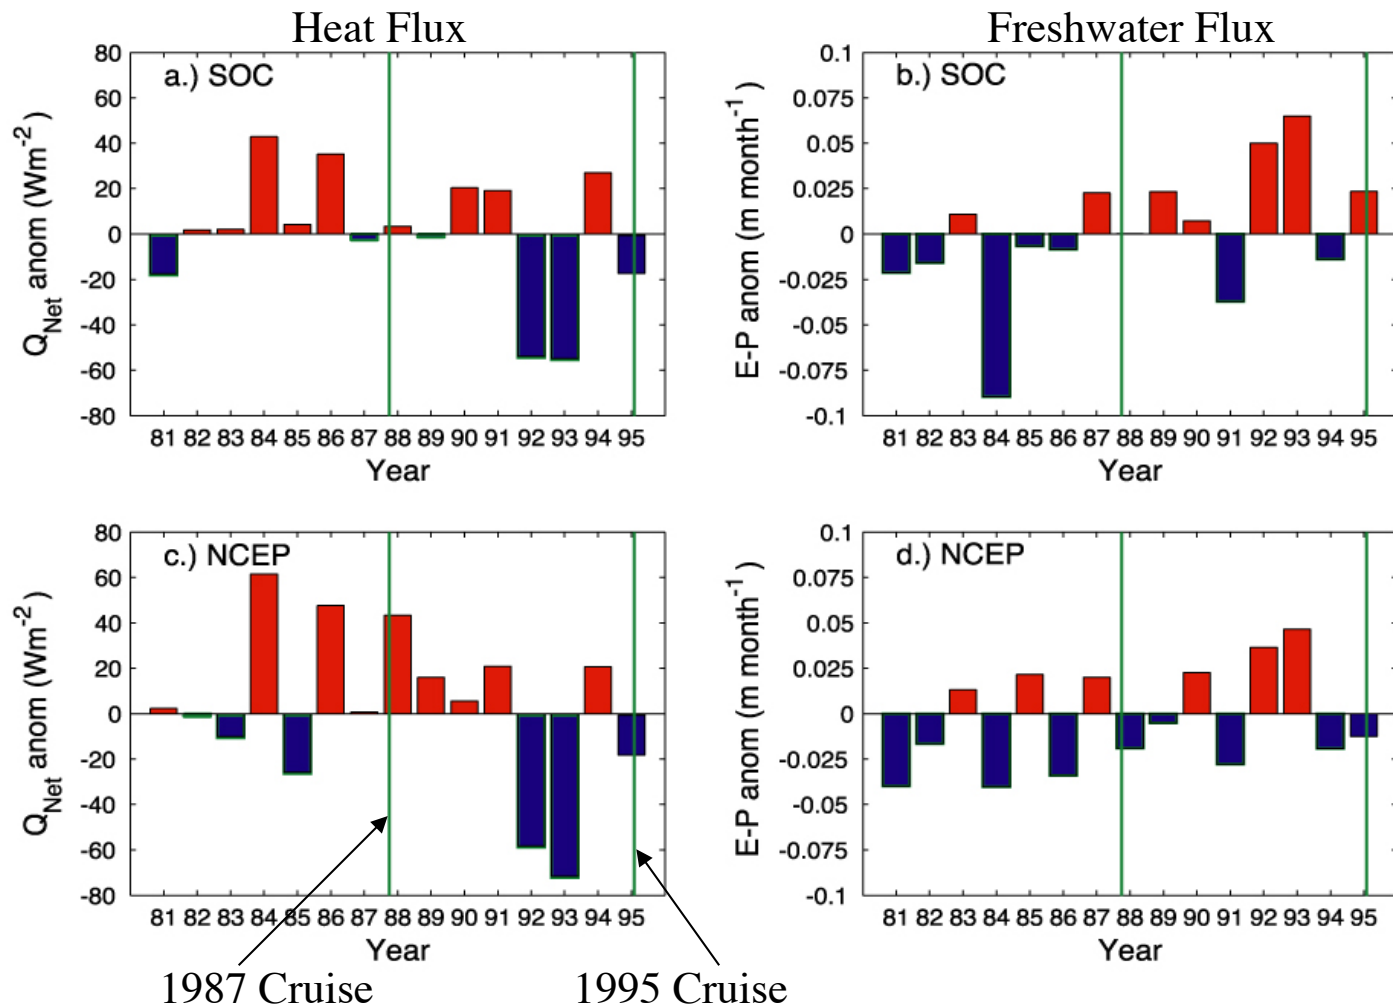 Heat Flux
Freshwater Flux
a.) SOC
80
60
40
20
0
-20
-40
-60
-80
Q_Net anom (Wm^-2)
81 82 83 84 85 86 87 88 89 90 91 92 93 94 95
Year
b.) SOC
0.1
0.075
0.05
0.025
0
-0.025
-0.05
-0.075
-0.1
E-P anom (m month^-1)
81 82 83 84 85 86 87 88 89 90 91 92 93 94 95
Year
c.) NCEP
80
60
40
20
0
-20
-40
-60
-80
Q_Net anom (Wm^-2)
81 82 83 84 85 86 87 88 89 90 91 92 93 94 95
Year
d.) NCEP
0.1
0.075
0.05
0.025
0
-0.025
-0.05
-0.075
-0.1
E-P anom (m month^-1)
81 82 83 84 85 86 87 88 89 90 91 92 93 94 95
Year
1987 Cruise
1995 Cruise